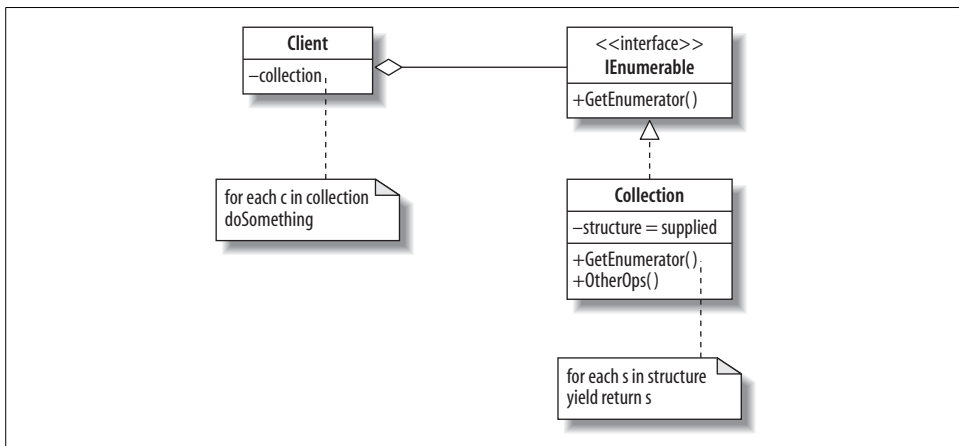 Client
–collection
for each c in collection
doSomething
<<interface>>
IEnumerable
+GetEnumerator( )
Collection
–structure = supplied
+GetEnumerator( )
+OtherOps( )
for each s in structure
yield return s